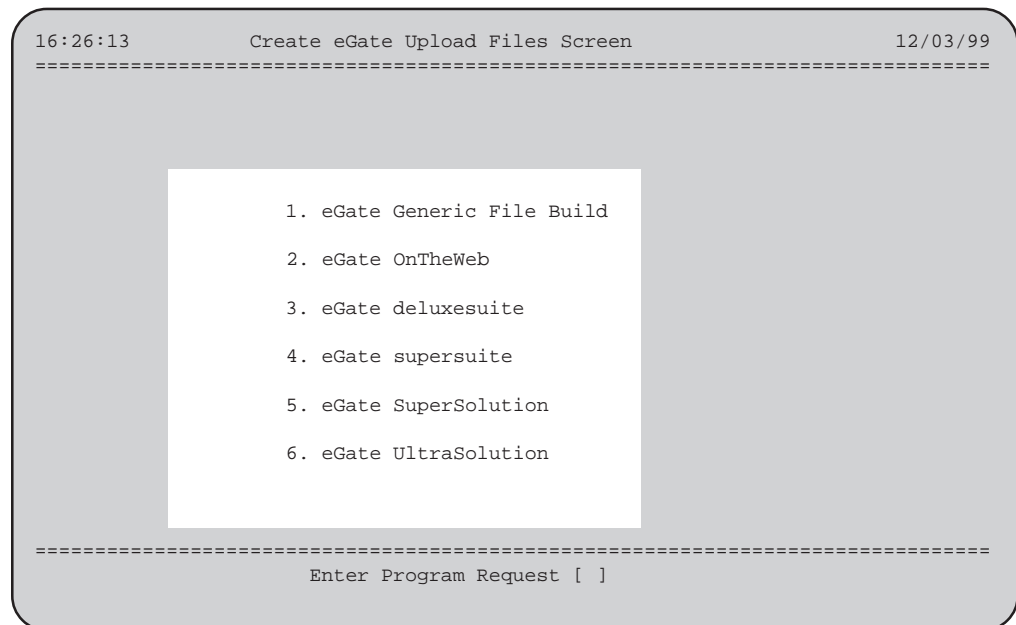 16:26:13 Create eGate Upload Files Screen 12/03/99
================================================================================
1. eGate Generic File Build
2. eGate OnTheWeb
3. eGate deluxesuite
4. eGate supersuite
5. eGate SuperSolution
6. eGate UltraSolution
================================================================================
Enter Program Request [ ]